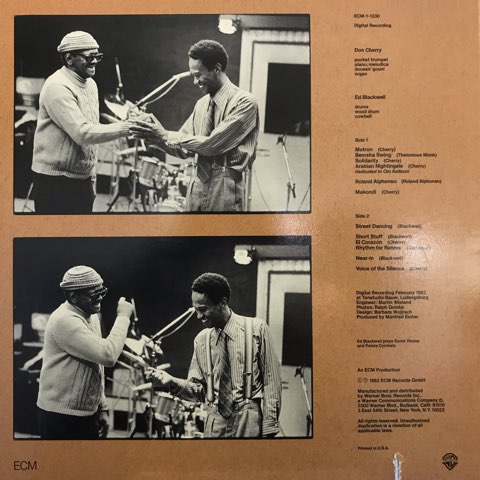 ECM-1-1230
Digital Recording
Don Cherry
pocket trumpet
piano, melodica
doussn' gouni
organ
Ed Blackwell
drums
wood drum
cowbell
Side 1
Mutron (Cherry)
Bemsha Swing (Thelonious Monk)
Solidarity (Cherry)
Arabian Nightingale (Cherry)
dedicated to Om Kaltsom
Roland Alphonso (Roland Alphonso)
Makondi (Cherry)
Side 2
Street Dancing (Blackwell)
Short Stuff (Blackwell)
El Corazón (Cherry)
Rhythm for Runner (Blackwell)
Near-in (Blackwell)
Voice of the Silence (Cherry)
Digital Recording February 1982
at Tonstudio Bauer, Ludwigsburg
Engineer: Martin Wieland
Photos: Ralph Quinke
Design: Barbara Wojirsch
Produced by Manfred Eicher
Ed Blackwell plays Sonor Drums
and Paiste Cymbals
An ECM Production
℗ © 1982 ECM Records GmbH
Manufactured and distributed
by Warner Bros. Records Inc.,
a Warner Communications Company
3300 Warner Blvd., Burbank, Calif. 91510
3 East 54th Street, New York, N.Y. 10022
All rights reserved. Unauthorized
duplication is a violation of all
applicable laws.
Printed in U.S.A.
ECM